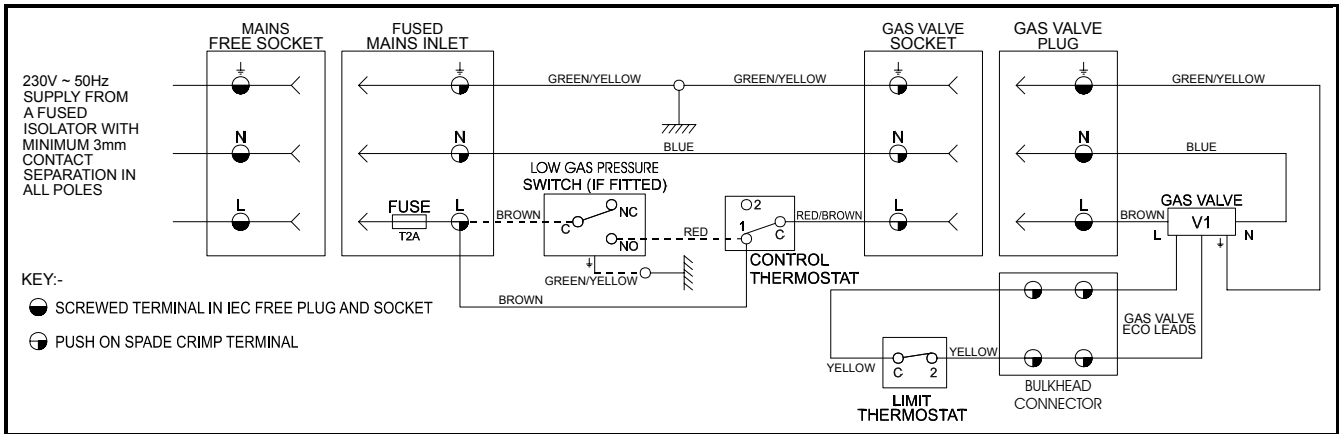 MAINS
FREE SOCKET
FUSED
MAINS INLET
GAS VALVE
SOCKET
GAS VALVE
PLUG
230V ~ 50Hz
SUPPLY FROM
A FUSED
ISOLATOR WITH
MINIMUM 3mm
CONTACT
SEPARATION IN
ALL POLES
GREEN/YELLOW
GREEN/YELLOW
GREEN/YELLOW
N
N
N
N
BLUE
BLUE
LOW GAS PRESSURE
SWITCH (IF FITTED)
L
FUSE
T2A
L
BROWN
C
NC
NO
RED
2
1
C
RED/BROWN
L
L
BROWN
GAS VALVE
V1
L
N
CONTROL
THERMOSTAT
GREEN/YELLOW
BROWN
KEY:-
SCREWED TERMINAL IN IEC FREE PLUG AND SOCKET
PUSH ON SPADE CRIMP TERMINAL
GAS VALVE
ECO LEADS
YELLOW
C
2
YELLOW
LIMIT
THERMOSTAT
BULKHEAD
CONNECTOR